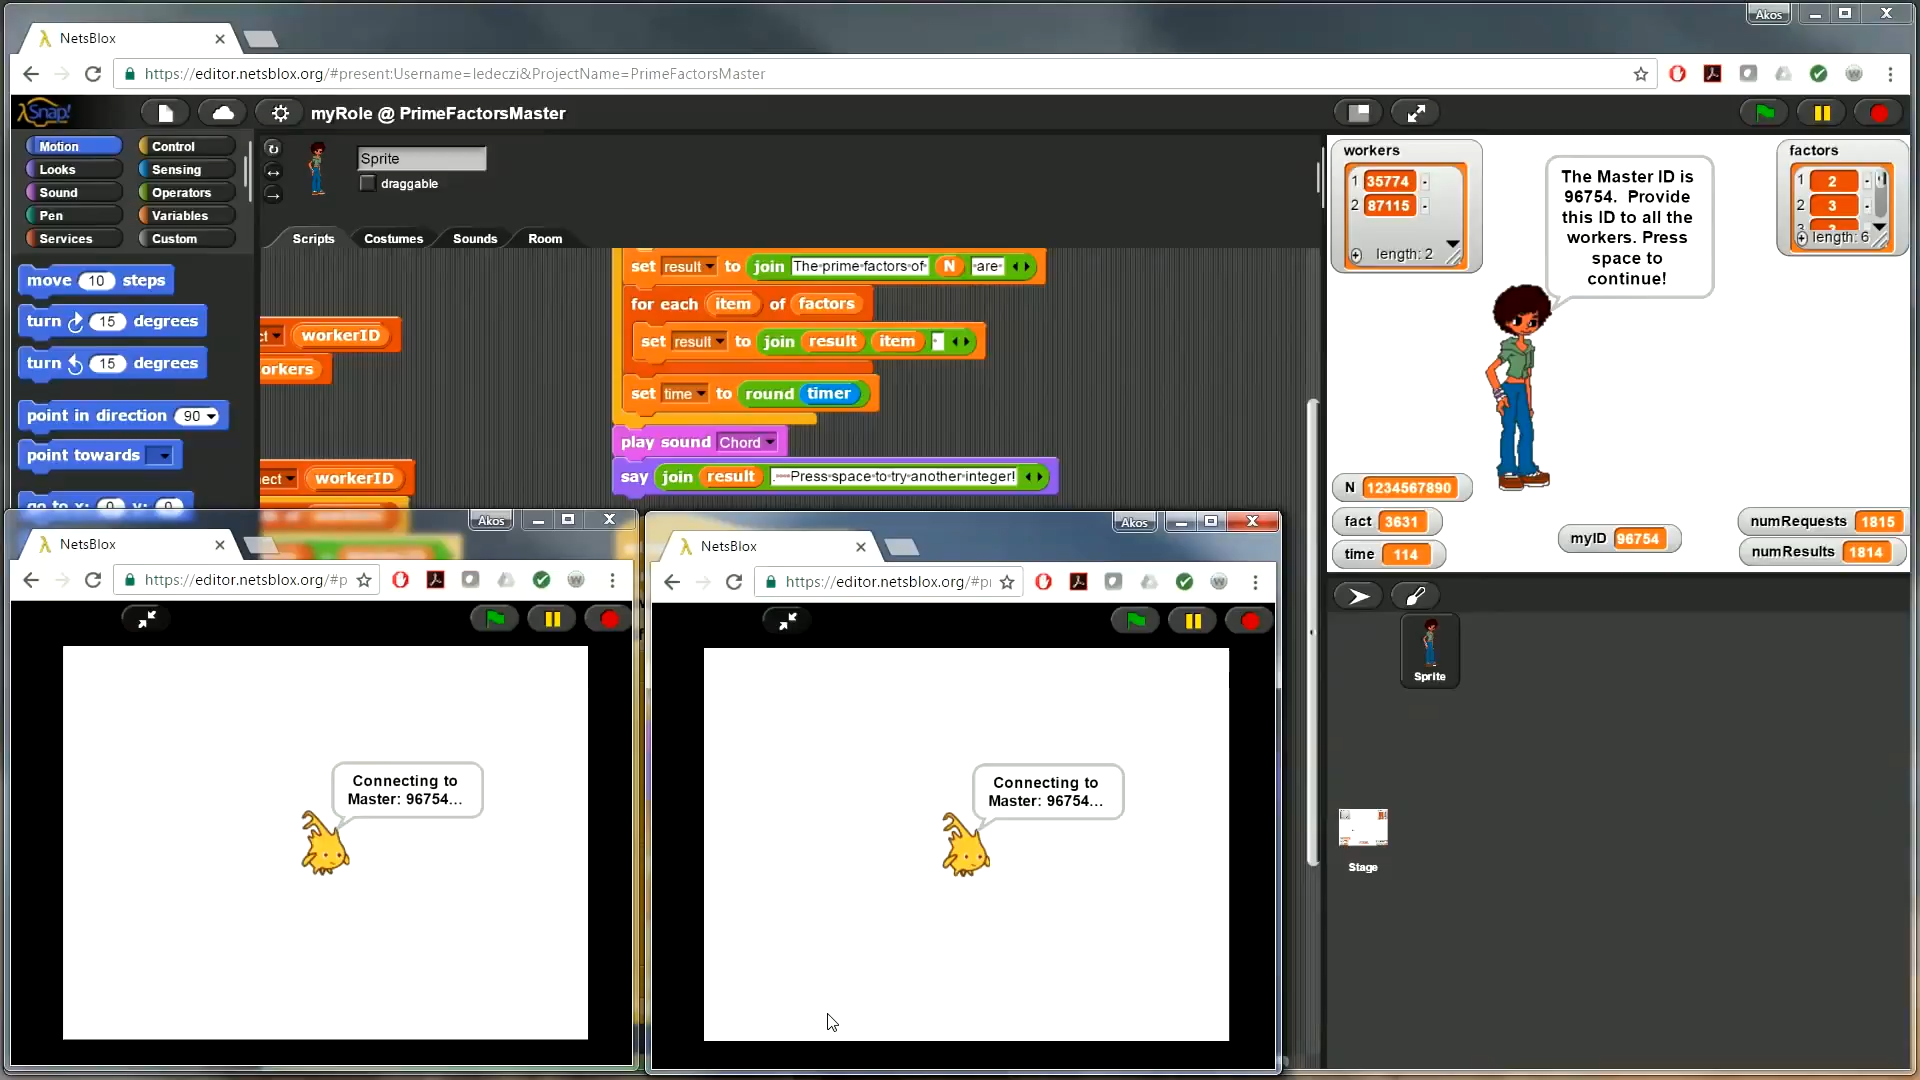 Akos
NetsBlox
https://editor.netsblox.org/#present:Username=ledeczi&ProjectName=PrimeFactorsMaster
Snap!
myRole @ PrimeFactorsMaster
Motion
Control
Looks
Sensing
Sound
Operators
Pen
Variables
Services
Custom
Sprite
draggable
Scripts
Costumes
Sounds
Room
move 10 steps
turn 15 degrees
turn 15 degrees
point in direction 90
point towards
workerID
orkers
ect workerID
set result to join The prime factors of N are
for each item of factors
set result to join result item
set time to round timer
play sound Chord
say join result . Press space to try another integer!
workers
1 35774 -
2 87115 -
length: 2
The Master ID is
96754. Provide
this ID to all the
workers. Press
space to
continue!
factors
1 2 -
2 3 -
length: 6
N 1234567890
fact 3631
time 114
myID 96754
numRequests 1815
numResults 1814
Sprite
Stage
Akos
NetsBlox
https://editor.netsblox.org/#p
Connecting to
Master: 96754...
Akos
NetsBlox
https://editor.netsblox.org/#p
Connecting to
Master: 96754...